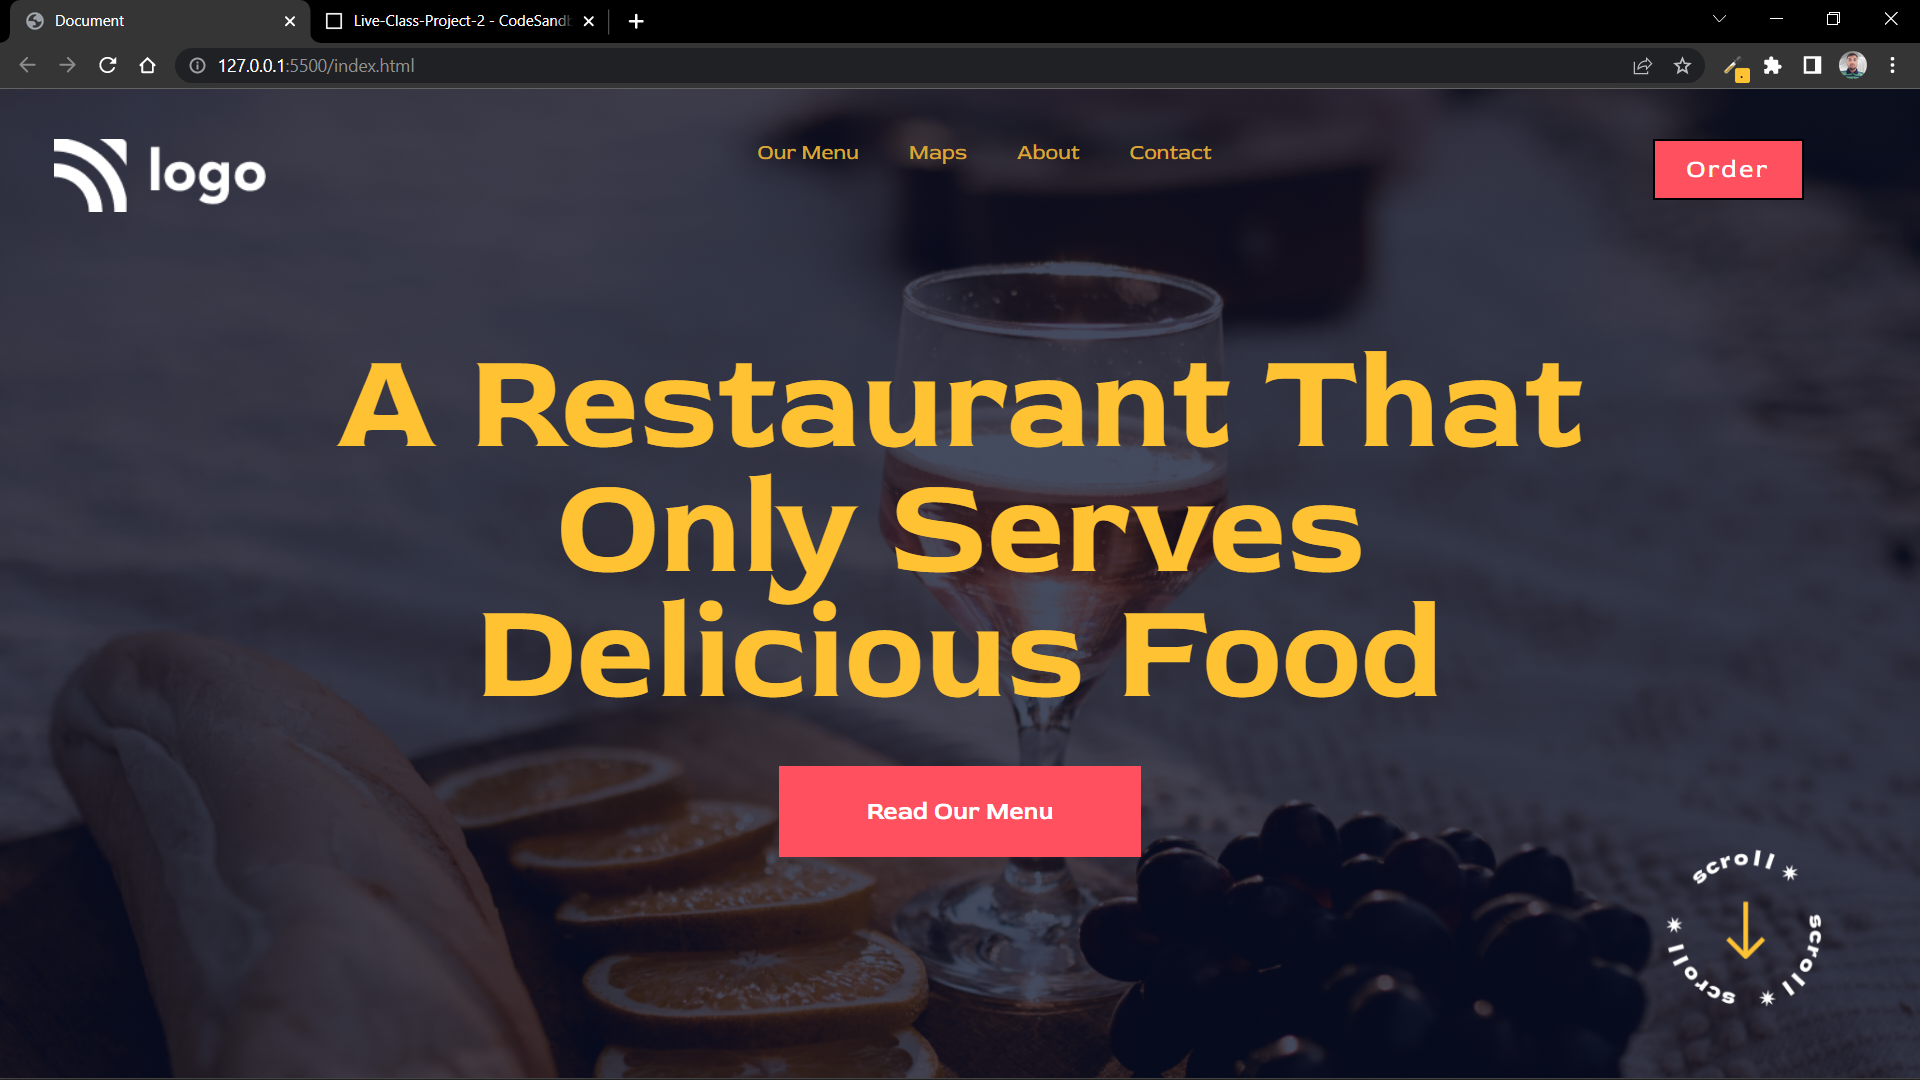 Document
Live-Class-Project-2 - CodeSand
127.0.0.1:5500/index.html
logo
Our Menu Maps About Contact
Order
A Restaurant That
Only Serves
Delicious Food
Read Our Menu
scroll
scroll
scroll